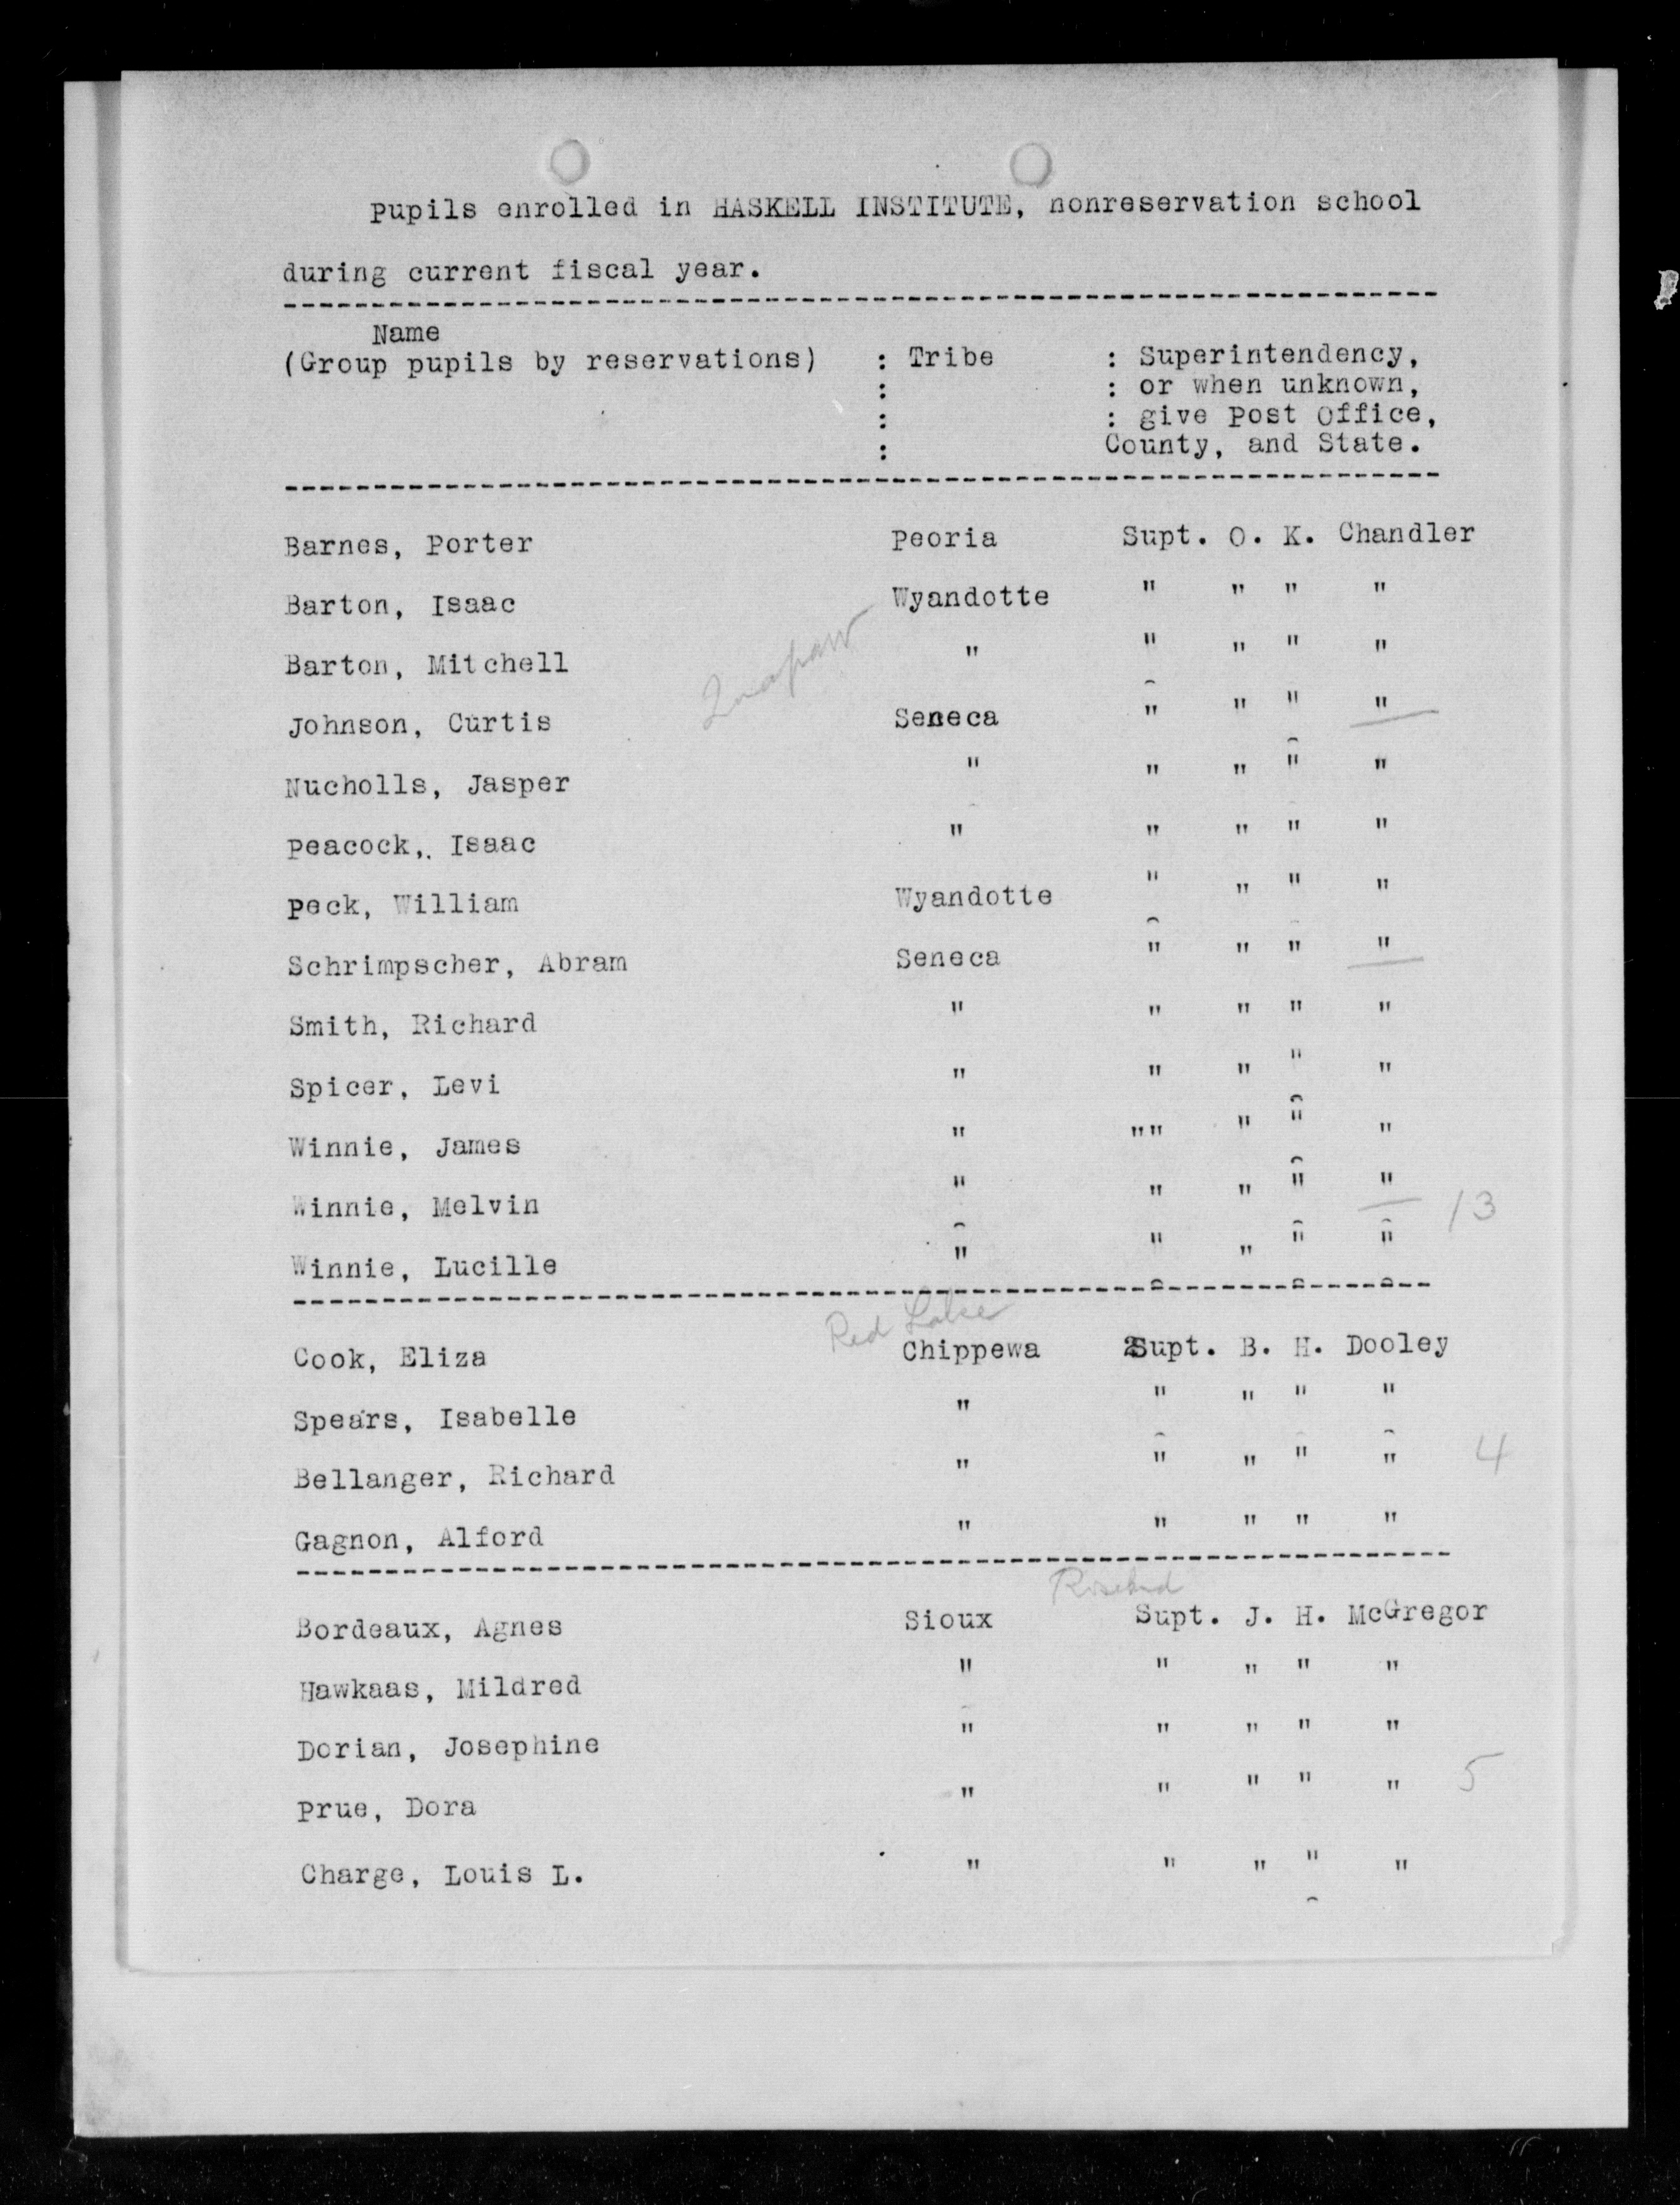 Pupils enrolled in HASKELL INSTITUTE, nonreservation school
during current fiscal year.
Name
(Group pupils by reservations) : Tribe : Superintendency,
: : or when unknown,
: : give Post Office,
: County, and State.
Barnes, Porter Peoria Supt. O. K. Chandler
Barton, Isaac Wyandotte " " " "
Quapaw
Barton, Mitchell " " " " "
Johnson, Curtis Seneca " " " "
Nucholls, Jasper " " " " "
Peacock,. Isaac " " " " "
Peck, William Wyandotte " " " "
Schrimpscher, Abram Seneca " " " "
Smith, Richard " " " " "
Spicer, Levi " " " " "
Winnie, James " "" " " "
Winnie, Melvin " " " " " 13
Winnie, Lucille " " " " "
Red Lake
Cook, Eliza Chippewa Supt. B. H. Dooley
Spears, Isabelle " " " " "
Bellanger, Richard " " " " " 4
Gagnon, Alford " " " " "
Rosebud
Bordeaux, Agnes Sioux Supt. J. H. McGregor
Hawkaas, Mildred " " " " "
Dorian, Josephine " " " " "
Prue, Dora " " " " " 5
Charge, Louis L. " " " " "